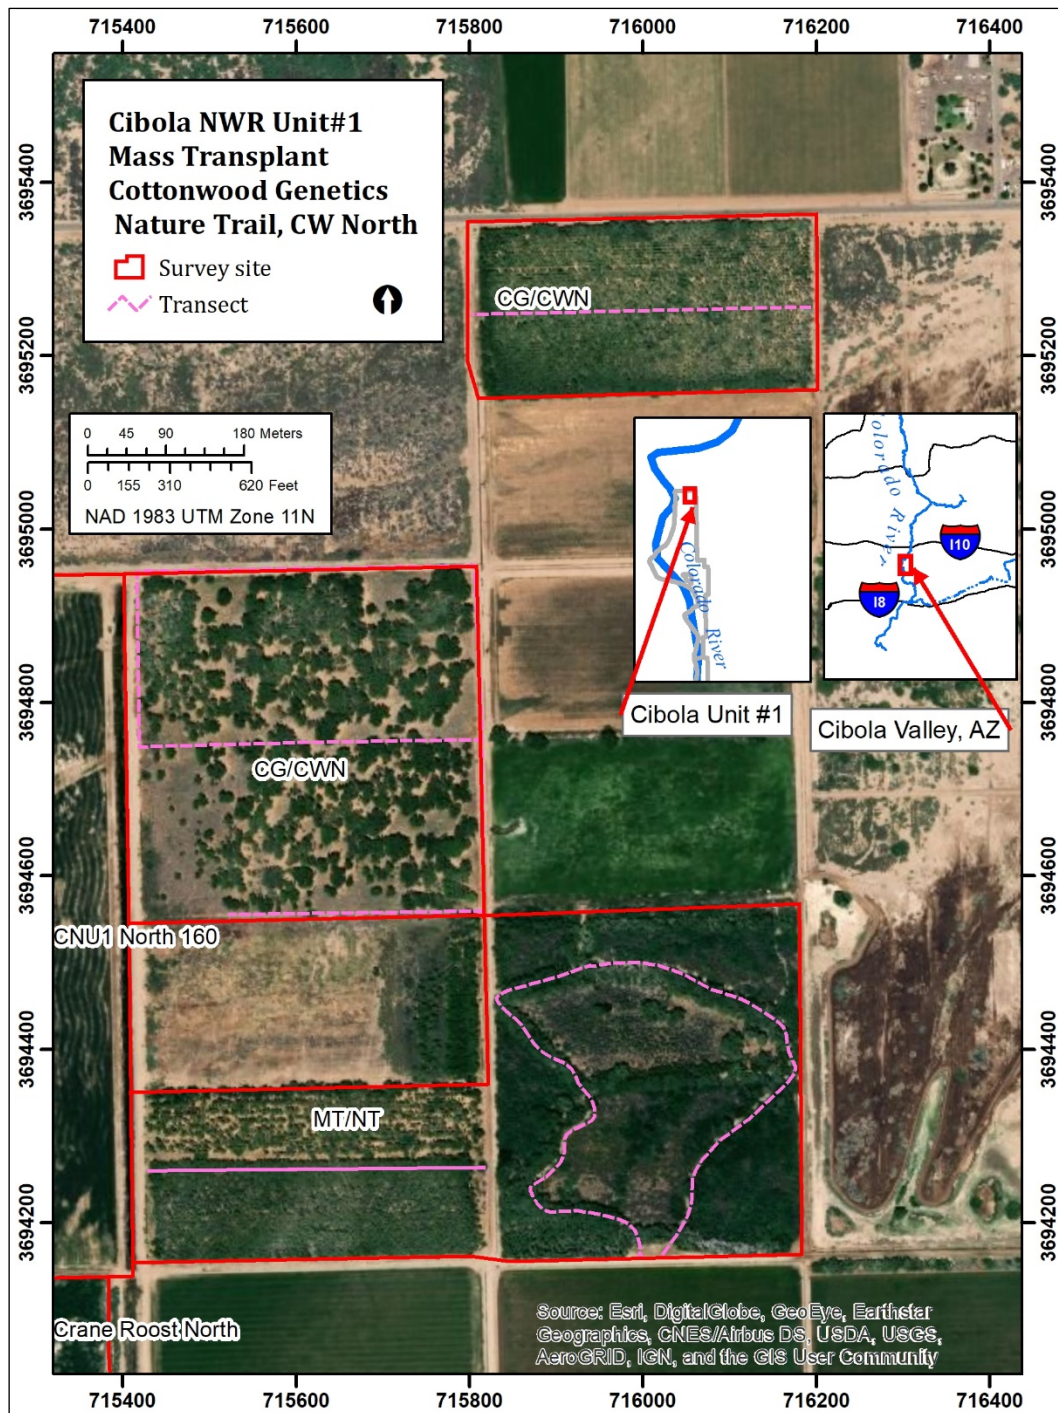 715400 715600 715800 716000 716200 716400
Cibola NWR Unit#1
Mass Transplant
Cottonwood Genetics
Nature Trail, CW North
Survey site
Transect
3695400
3695400
CG/CWN
3695200
3695200
0 45 90 180 Meters
0 155 310 620 Feet
NAD 1983 UTM Zone 11N
Colorado River
Colorado River
I10
I8
3695000
3695000
Cibola Unit #1
Cibola Valley, AZ
3694800
3694800
CG/CWN
3694600
3694600
CNU1 North 160
3694400
3694400
MT/NT
3694200
3694200
Crane Roost North
Source: Esri, DigitalGlobe, GeoEye, Earthstar
Geographics, CNES/Airbus DS, USDA, USGS,
AeroGRID, IGN, and the GIS User Community
715400 715600 715800 716000 716200 716400